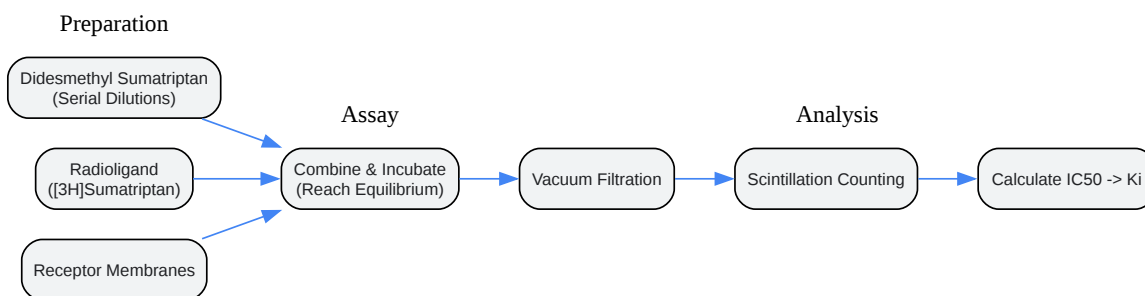 Preparation
Didesmethyl Sumatriptan
(Serial Dilutions)
Radioligand
([3H]Sumatriptan)
Receptor Membranes
Assay
Combine & Incubate
(Reach Equilibrium)
Vacuum Filtration
Analysis
Scintillation Counting
Calculate IC50 -> Ki